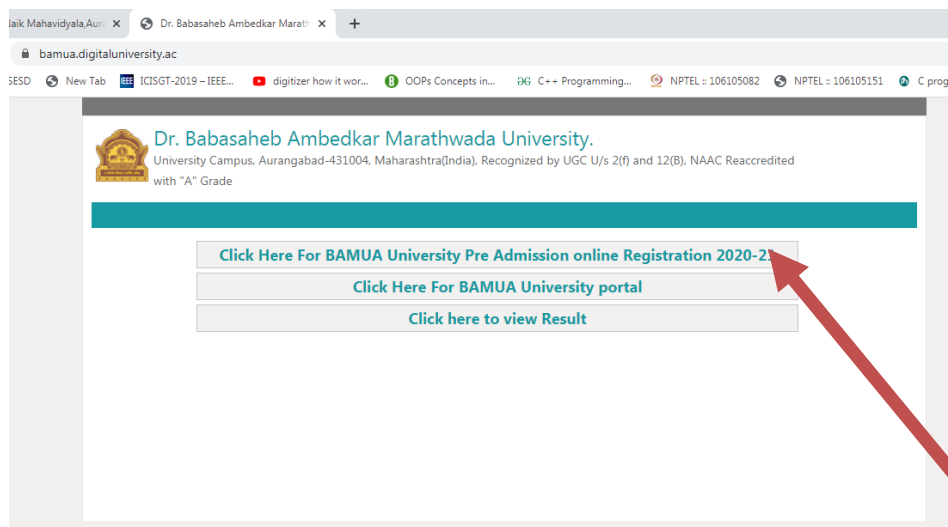 laik Mahavidyala,Aura
Dr. Babasaheb Ambedkar Marath
bamua.digitaluniversity.ac
SESD New Tab IEEE ICISGT-2019 – IEEE... digitizer how it wor... OOPs Concepts in... C++ Programming... NPTEL :: 106105082 NPTEL :: 106105151 C prog
Dr. Babasaheb Ambedkar Marathwada University.
University Campus, Aurangabad-431004, Maharashtra(India), Recognized by UGC U/s 2(f) and 12(B), NAAC Reaccredited
with "A" Grade
Click Here For BAMUA University Pre Admission online Registration 2020-2
Click Here For BAMUA University portal
Click here to view Result